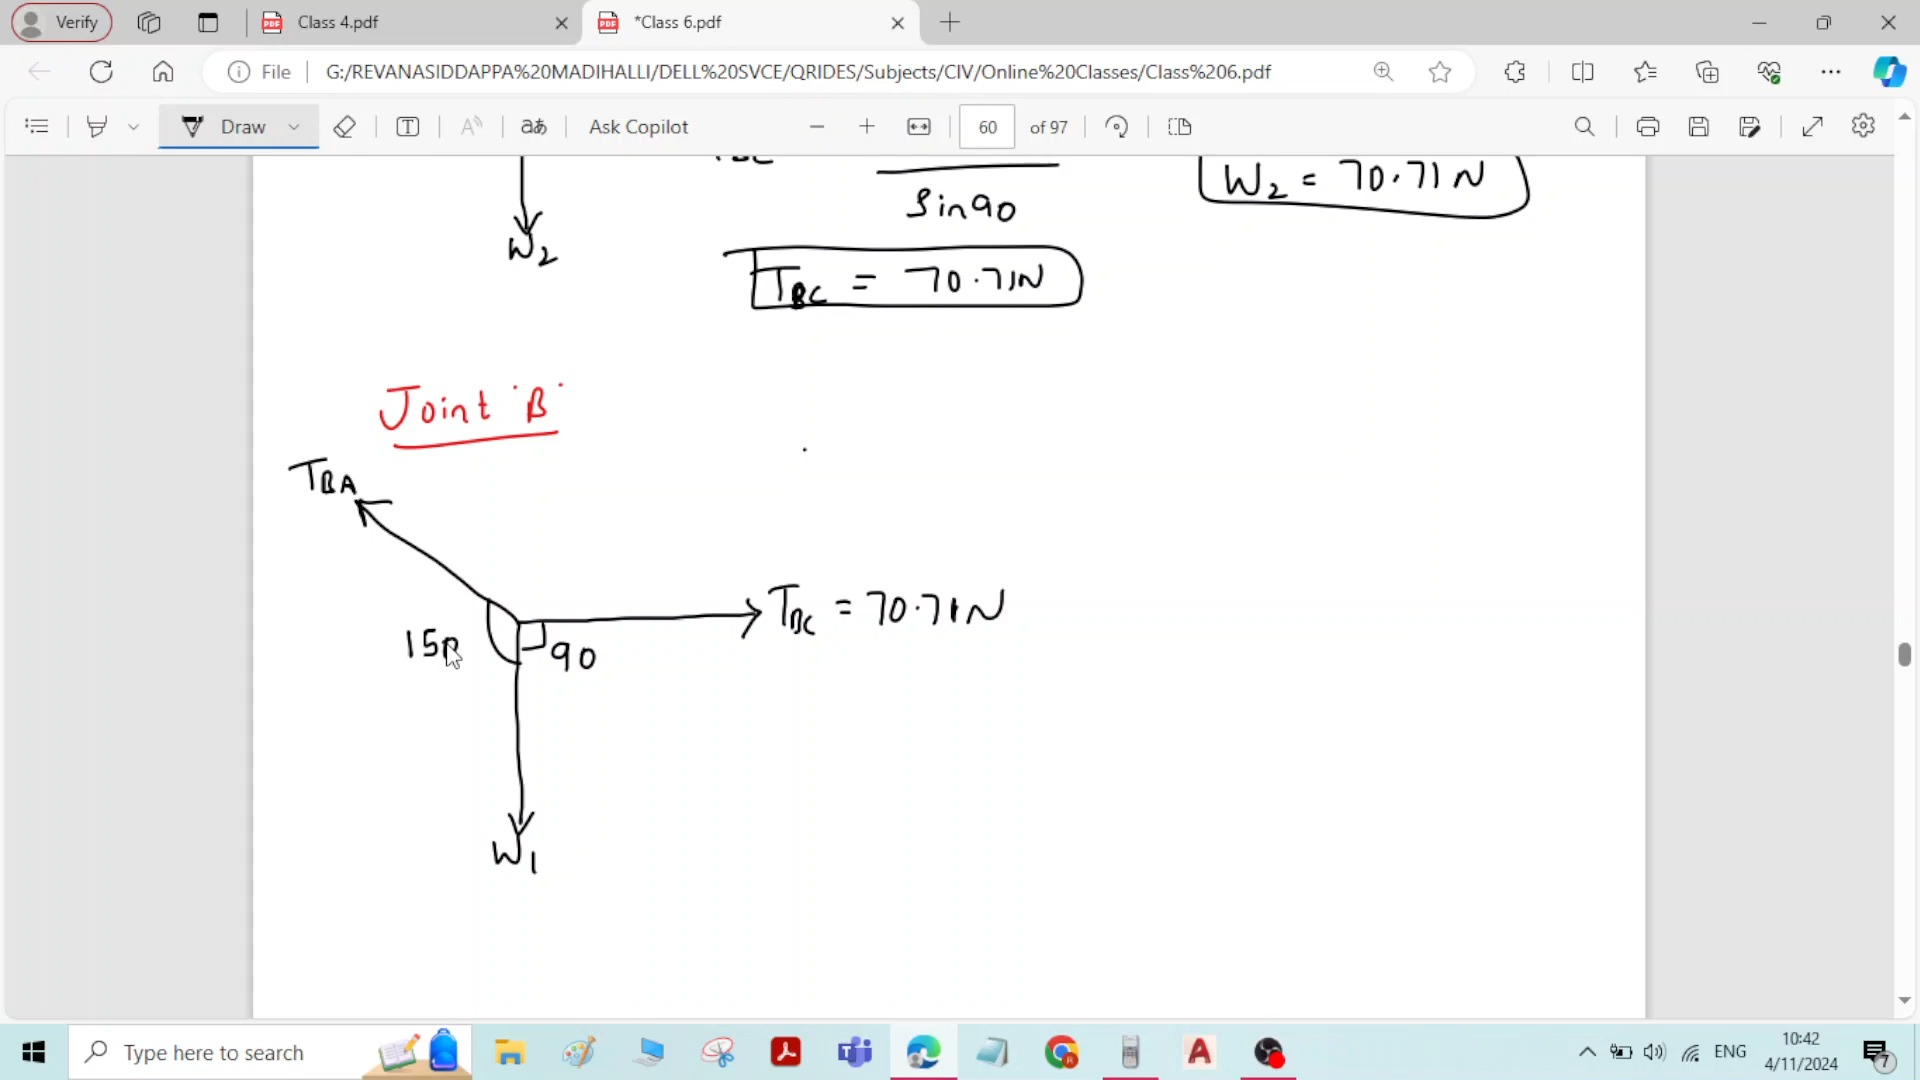 Verify
Class 4.pdf
*Class 6.pdf
File
G:/REVANASIDDAPPA%20MADIHALLI/DELL%20SVCE/QRIDES/Subjects/CIV/Online%20Classes/Class%206.pdf
Draw
Ask Copilot
60 of 97
Sin90
W2 = 70.71N
W2
TBC = 70.71N
Joint 'B'
TBA
TBC = 70.71N
150
90
W1
Type here to search
ENG
10:42
4/11/2024
7